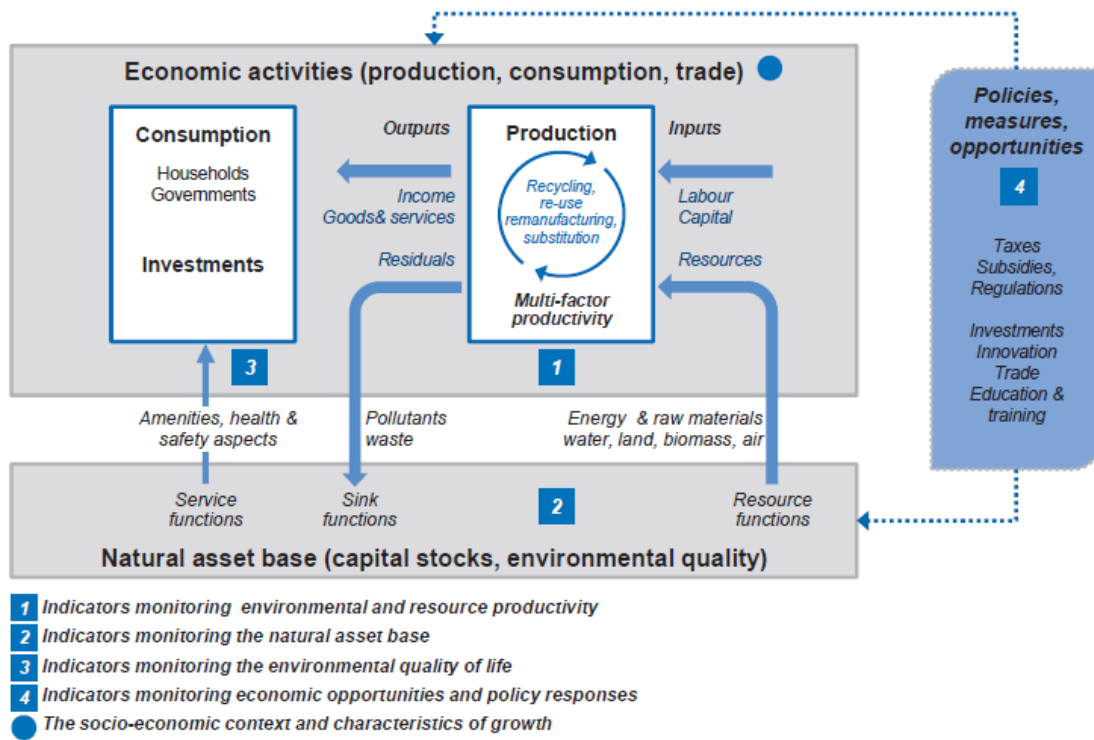 Economic activities (production, consumption, trade)
Consumption
Households
Governments
Investments
3
Outputs
Income
Goods& services
Residuals
Production
Recycling,
re-use
remanufacturing,
substitution
Multi-factor
productivity
1
Inputs
Labour
Capital
Resources
Amenities, health &
safety aspects
Pollutants
waste
Energy & raw materials
water, land, biomass, air
Service
functions
Sink
functions
2
Resource
functions
Natural asset base (capital stocks, environmental quality)
Policies,
measures,
opportunities
4
Taxes
Subsidies,
Regulations
Investments
Innovation
Trade
Education &
training
1 Indicators monitoring environmental and resource productivity
2 Indicators monitoring the natural asset base
3 Indicators monitoring the environmental quality of life
4 Indicators monitoring economic opportunities and policy responses
The socio-economic context and characteristics of growth